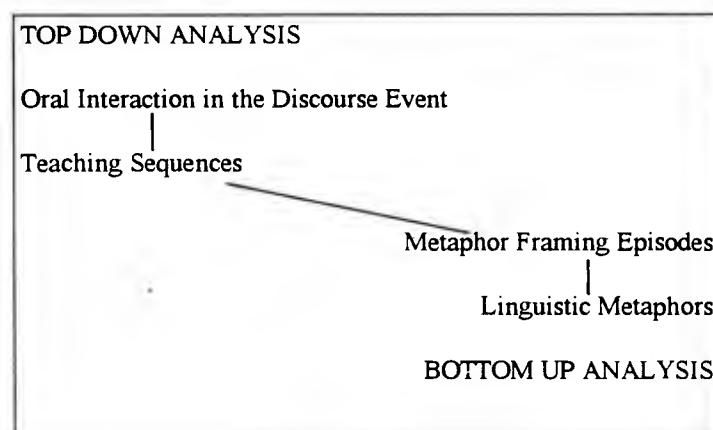 TOP DOWN ANALYSIS
Oral Interaction in the Discourse Event
Teaching Sequences
Metaphor Framing Episodes
Linguistic Metaphors
BOTTOM UP ANALYSIS